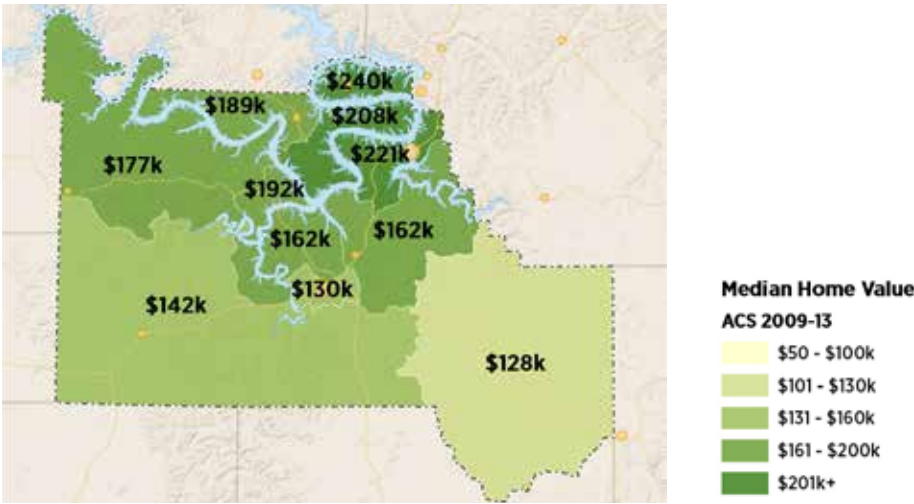 $240k
$189k
$208k
$221k
$177k
$192k
$162k
$162k
$130k
$142k
$128k
Median Home Value
ACS 2009-13
$50 - $100k
$101 - $130k
$131 - $160k
$161 - $200k
$201k+